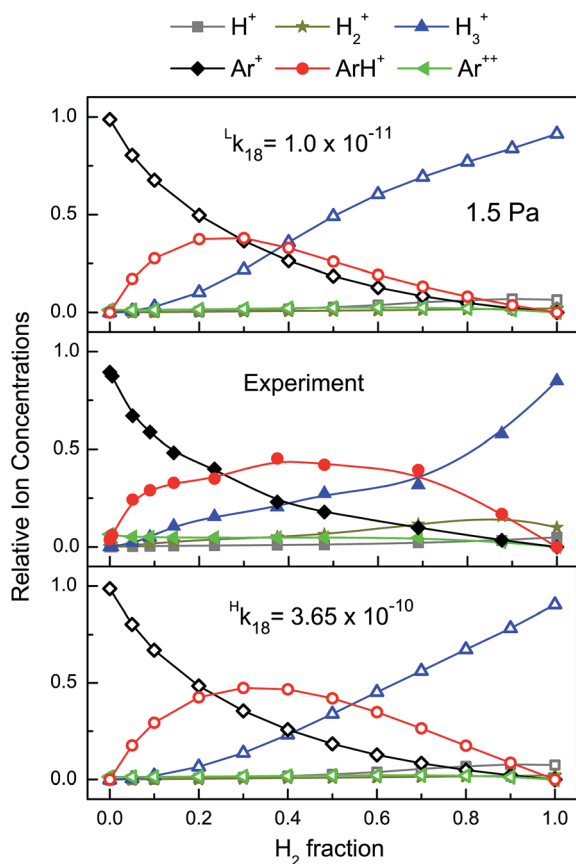 H⁺ H₂⁺ H₃⁺
Ar⁺ ArH⁺ Ar⁺⁺
Relative Ion Concentrations
1.0
ᴸk₁₈ = 1.0 x 10⁻¹¹
1.5 Pa
0.5
0.0
1.0
Experiment
0.5
0.0
1.0
ᴴk₁₈= 3.65 x 10⁻¹⁰
0.5
0.0
0.0 0.2 0.4 0.6 0.8 1.0
H₂ fraction